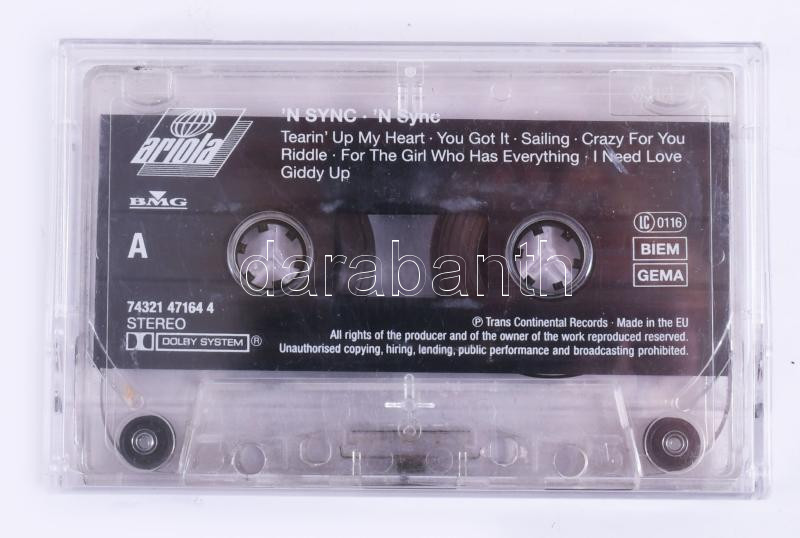 'N SYNC · 'N Sync
Tearin' Up My Heart · You Got It · Sailing · Crazy For You
Riddle · For The Girl Who Has Everything · I Need Love
Giddy Up
ariola
BMG
A
LC 0116
BIEM
GEMA
darabanth
74321 47164 4
STEREO
DOLBY SYSTEM ®
℗ Trans Continental Records · Made in the EU
All rights of the producer and of the owner of the work reproduced reserved.
Unauthorised copying, hiring, lending, public performance and broadcasting prohibited.